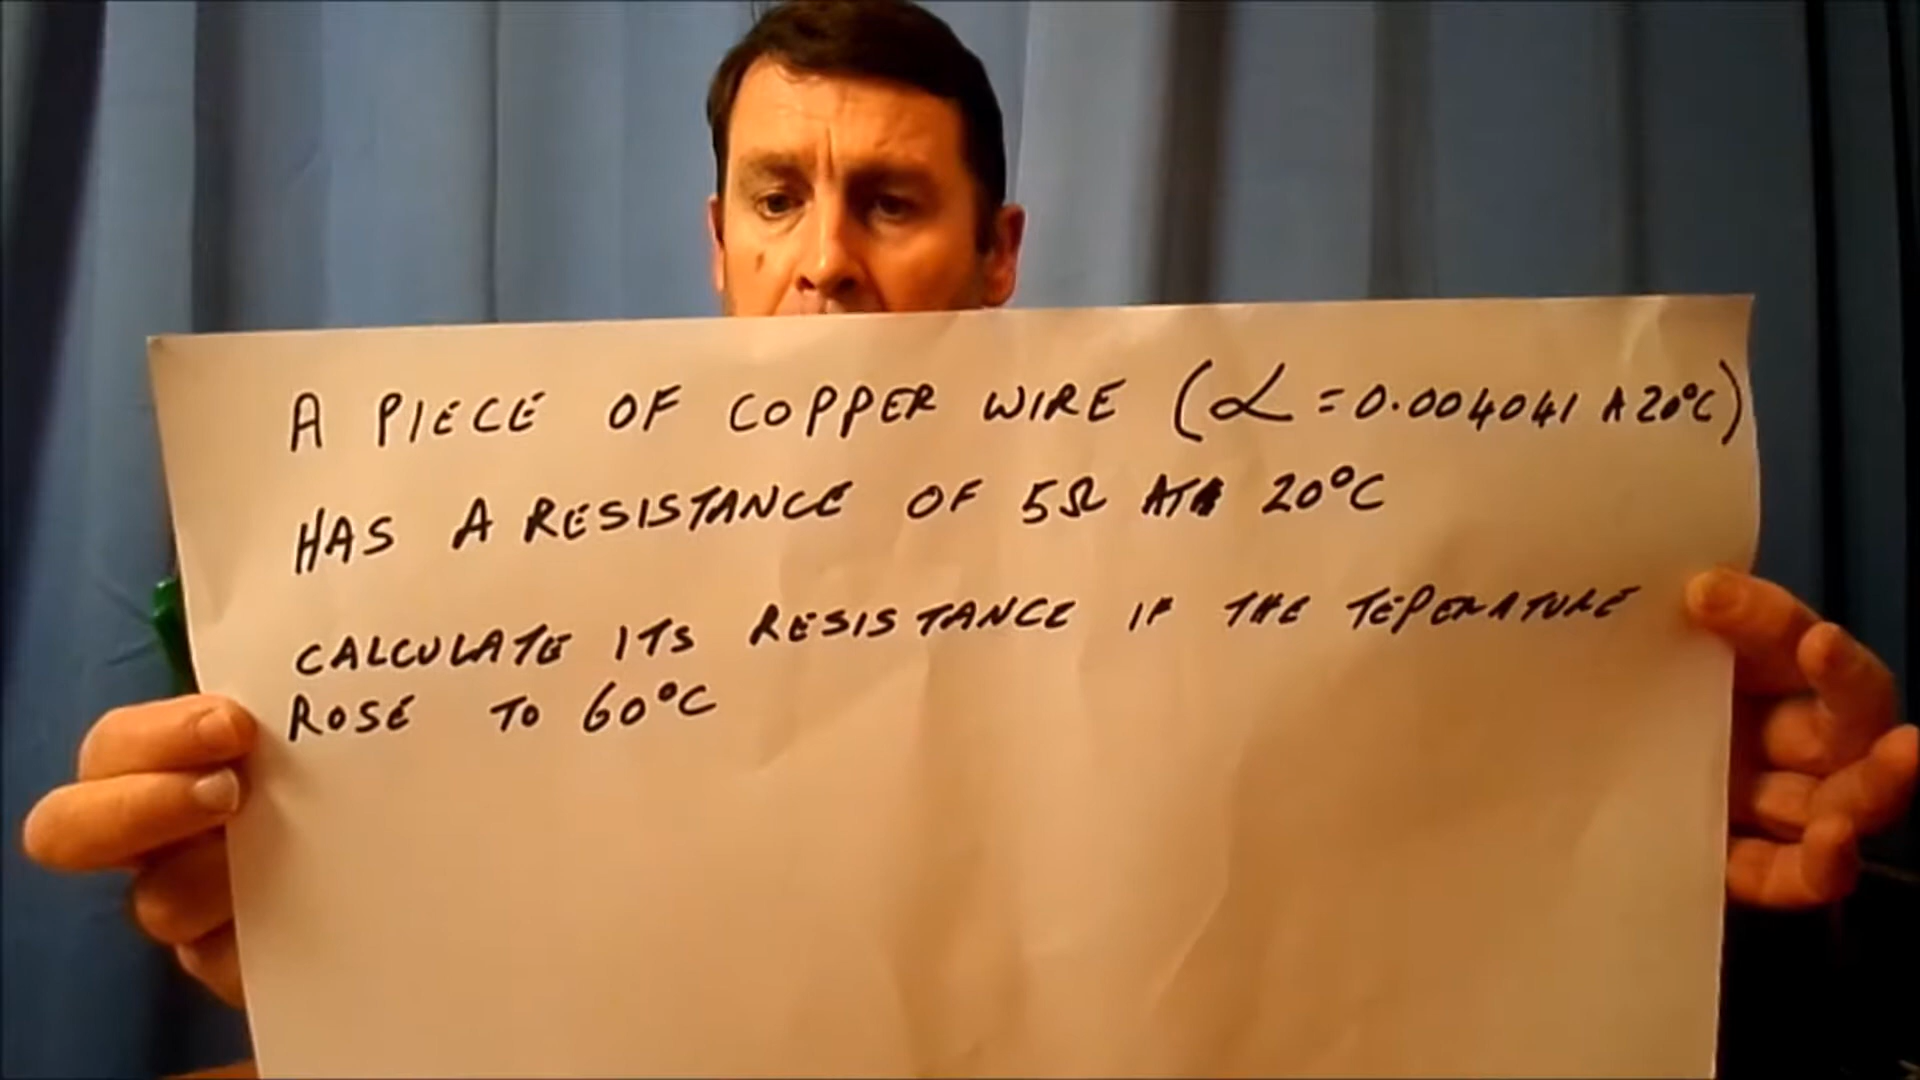 A PIECE OF COPPER WIRE (α = 0.004041 A 20°C)
HAS A RESISTANCE OF 5Ω AT 20°C
CALCULATE ITS RESISTANCE IF THE TEPERATURE
ROSE TO 60°C